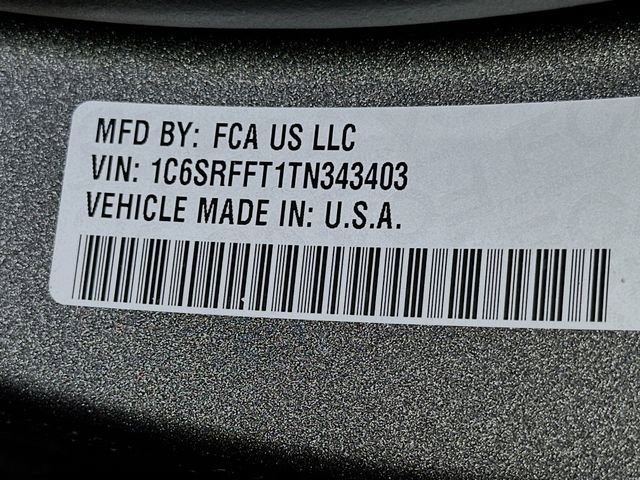 MFD BY: FCA US LLC
VIN: 1C6SRFFT1TN343403
VEHICLE MADE IN: U.S.A.